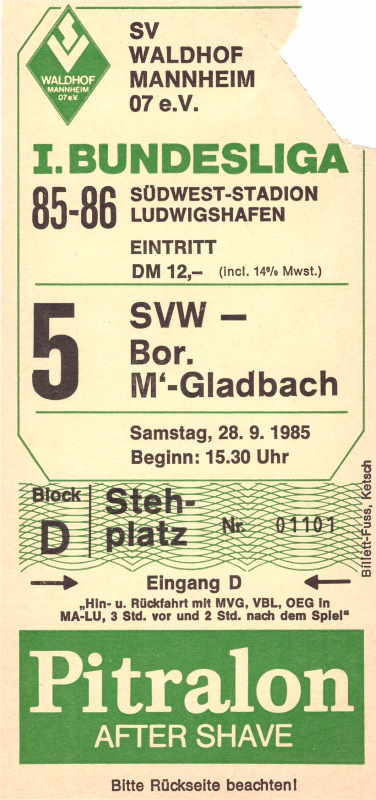 WALDHOF
MANNHEIM
07 e.V.
SV
WALDHOF
MANNHEIM
07 e.V.
I. BUNDESLIGA
85-86
SÜDWEST-STADION
LUDWIGSHAFEN
EINTRITT
DM 12,– (incl. 14% Mwst.)
5
SVW –
Bor.
M'-Gladbach
Samstag, 28. 9. 1985
Beginn: 15.30 Uhr
Block
D
Steh-
platz
Nr. 01101
Billett-Fuss, Ketsch
Eingang D
„Hin- u. Rückfahrt mit MVG, VBL, OEG in
MA-LU, 3 Std. vor und 2 Std. nach dem Spiel"
Pitralon
AFTER SHAVE
Bitte Rückseite beachten!